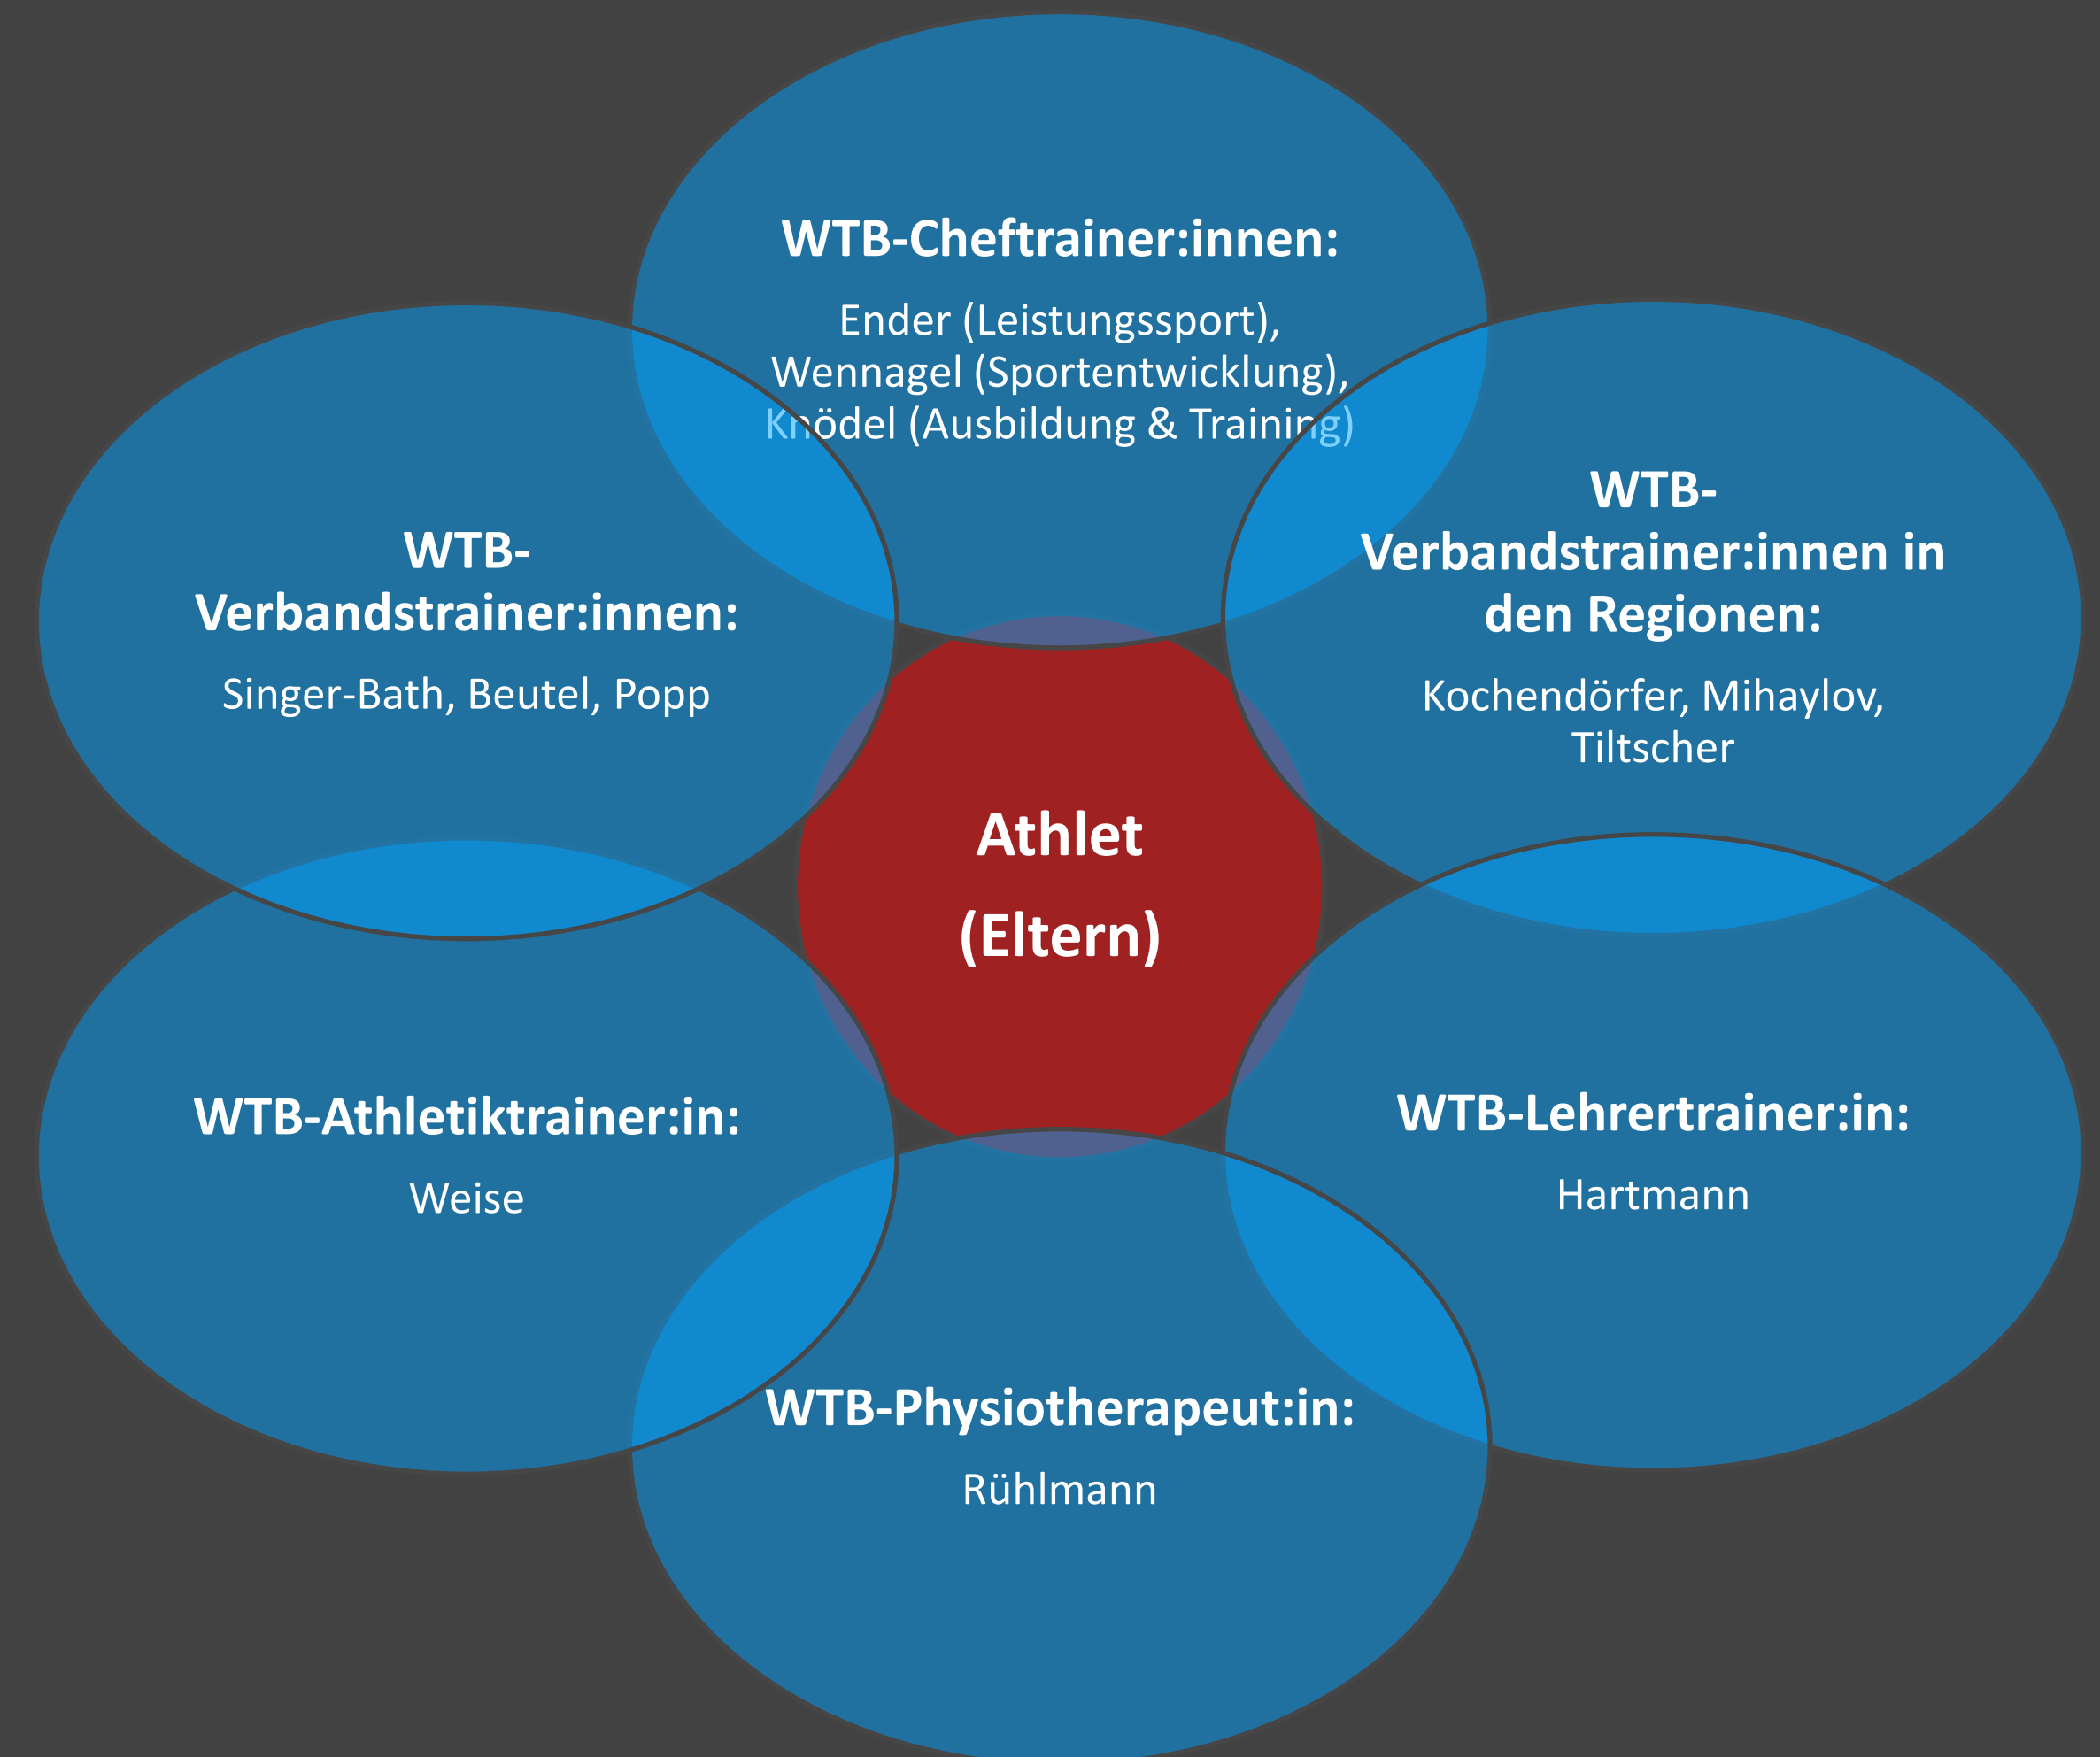 WTB-Cheftrainer:innen:
Ender (Leistungssport),
Wennagel (Sportentwicklung),
Knödel (Ausbildung & Training)
WTB-
Verbandstrainer:innen:
Singer-Bath, Beutel, Popp
WTB-
Verbandstrainer:innen in
den Regionen:
Kochendörfer, Mihaylov,
Tiltscher
Athlet
(Eltern)
WTB-Athletiktrainer:in:
Weise
WTB-Lehrertrainer:in:
Hartmann
WTB-Physiotherapeut:in:
Rühlmann